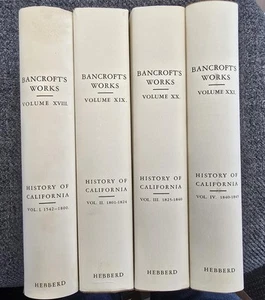 BANCROFT'S
WORKS
VOLUME XVIII.
HISTORY OF
CALIFORNIA
VOL. I 1542-1800.
HEBBERD
BANCROFT'S
WORKS
VOLUME XIX.
HISTORY OF
CALIFORNIA
VOL. II. 1801-1824
HEBBERD
BANCROFT'S
WORKS
VOLUME XX.
HISTORY OF
CALIFORNIA
VOL. III. 1825-1840
HEBBERD
BANCROFT'S
WORKS
VOLUME XXI.
HISTORY OF
CALIFORNIA
VOL. IV. 1840-1845
HEBBERD